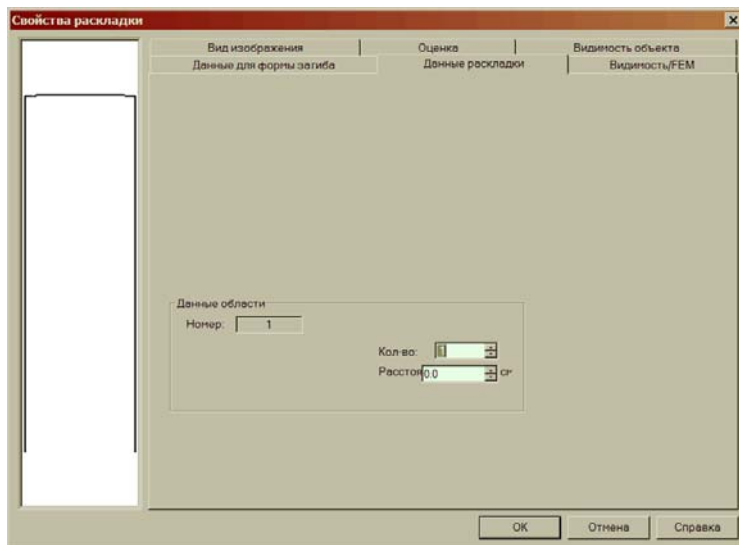 Свойства раскладки
Вид изображения Оценка Видимость объекта
Данные для формы загиба Данные раскладки Видимость/FEM
Данные области
Номер: 1
Кол-во:
Расстоя 0.0 см
OK Отмена Справка